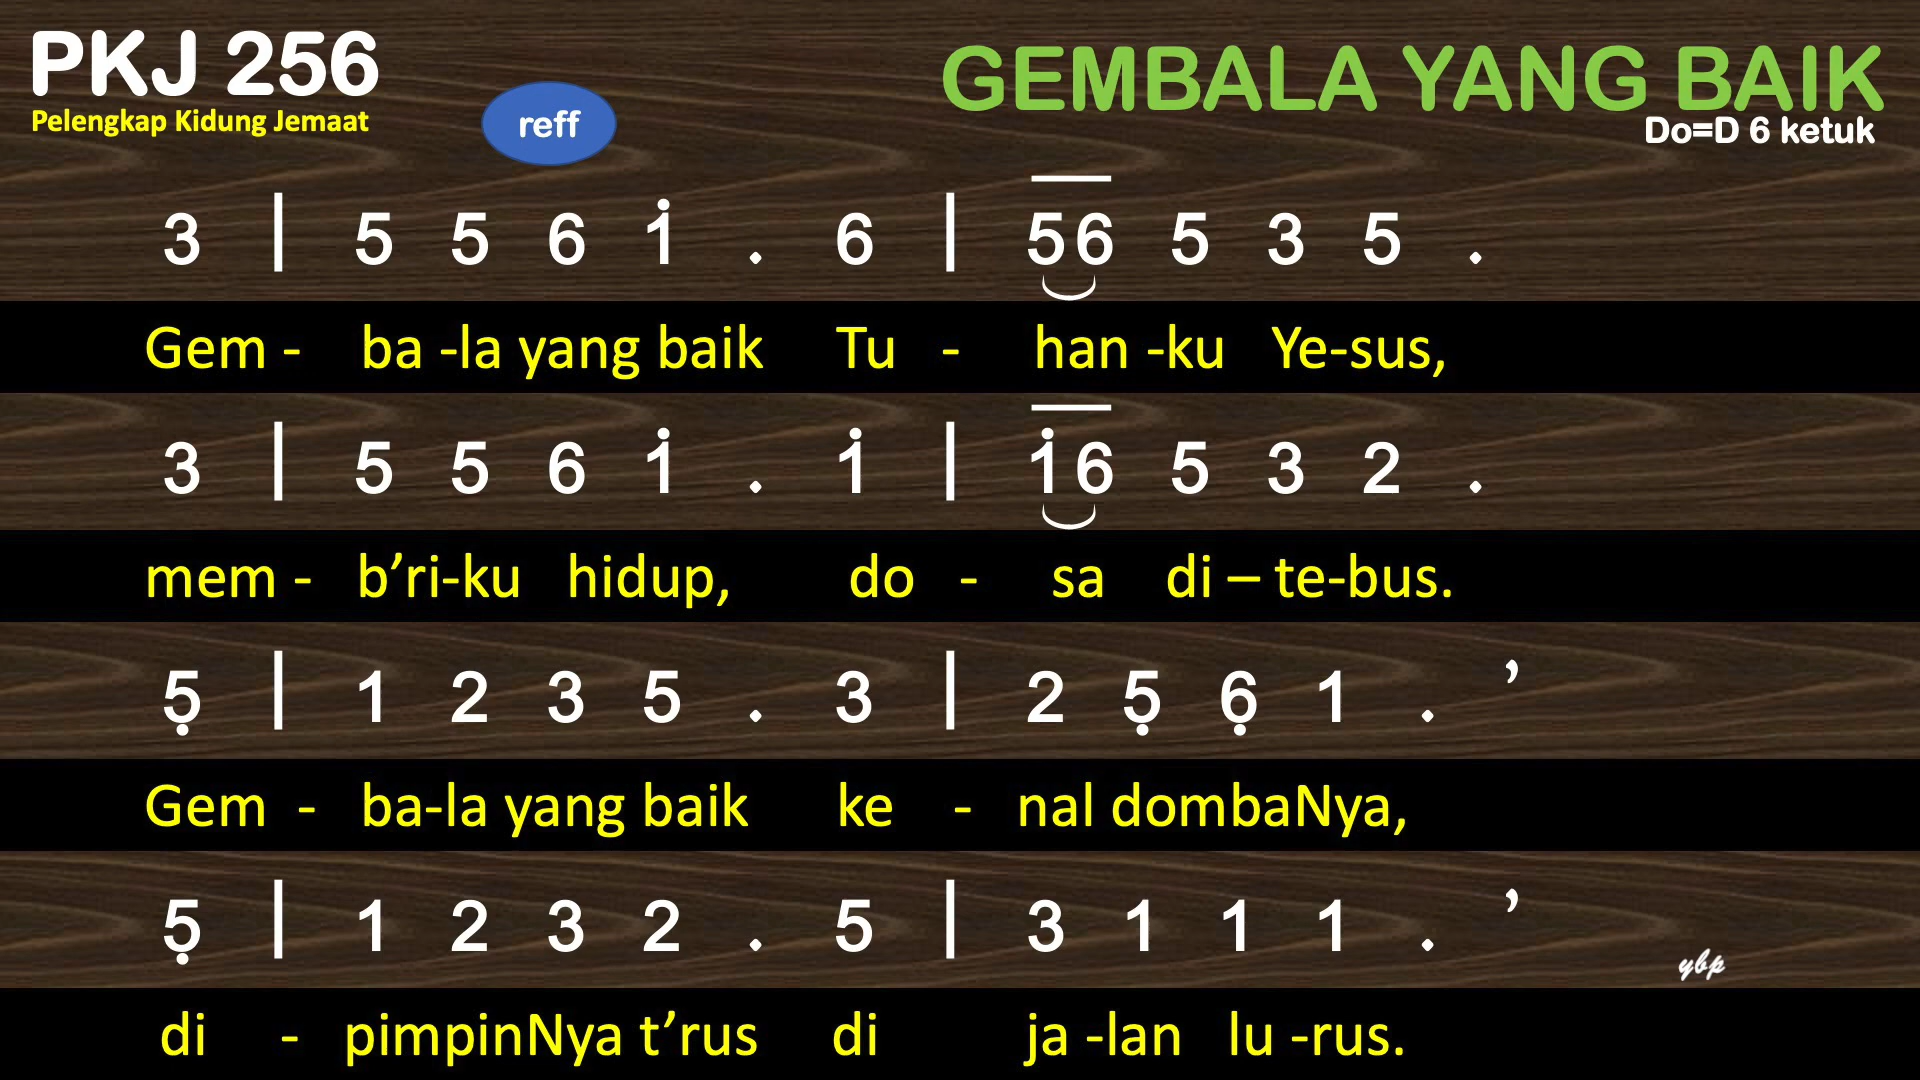 PKJ 256
Pelengkap Kidung Jemaat
reff
GEMBALA YANG BAIK
Do=D 6 ketuk
3 | 5 5 6 1̇ . 6 | 56 5 3 5 .
Gem - ba -la yang baik Tu - han -ku Ye-sus,
3 | 5 5 6 1̇ . 1̇ | 1̇6 5 3 2 .
mem - b’ri-ku hidup, do - sa di – te-bus.
5̣ | 1 2 3 5 . 3 | 2 5̣ 6̣ 1 . ’
Gem - ba-la yang baik ke - nal dombaNya,
5̣ | 1 2 3 2 . 5 | 3 1 1 1 . ’
di - pimpinNya t’rus di ja -lan lu -rus.
ybp